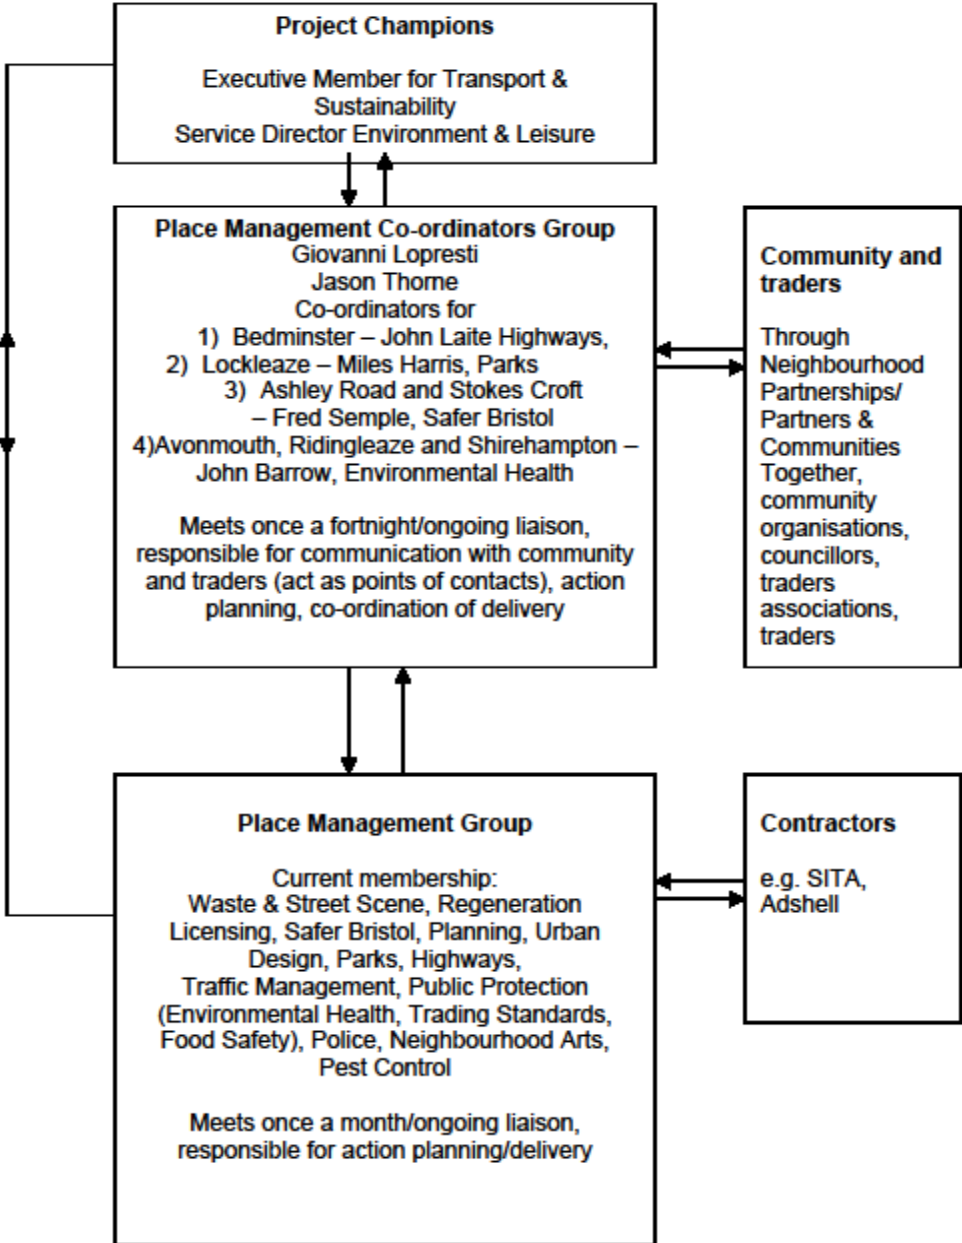 Project Champions
Executive Member for Transport &
Sustainability
Service Director Environment & Leisure
Place Management Co-ordinators Group
Giovanni Lopresti
Jason Thorne
Co-ordinators for
1) Bedminster – John Laite Highways,
2) Lockleaze – Miles Harris, Parks
3) Ashley Road and Stokes Croft
– Fred Semple, Safer Bristol
4)Avonmouth, Ridingleaze and Shirehampton –
John Barrow, Environmental Health
Meets once a fortnight/ongoing liaison,
responsible for communication with community
and traders (act as points of contacts), action
planning, co-ordination of delivery
Community and
traders
Through
Neighbourhood
Partnerships/
Partners &
Communities
Together,
community
organisations,
councillors,
traders
associations,
traders
Place Management Group
Current membership:
Waste & Street Scene, Regeneration
Licensing, Safer Bristol, Planning, Urban
Design, Parks, Highways,
Traffic Management, Public Protection
(Environmental Health, Trading Standards,
Food Safety), Police, Neighbourhood Arts,
Pest Control
Meets once a month/ongoing liaison,
responsible for action planning/delivery
Contractors
e.g. SITA,
Adshell